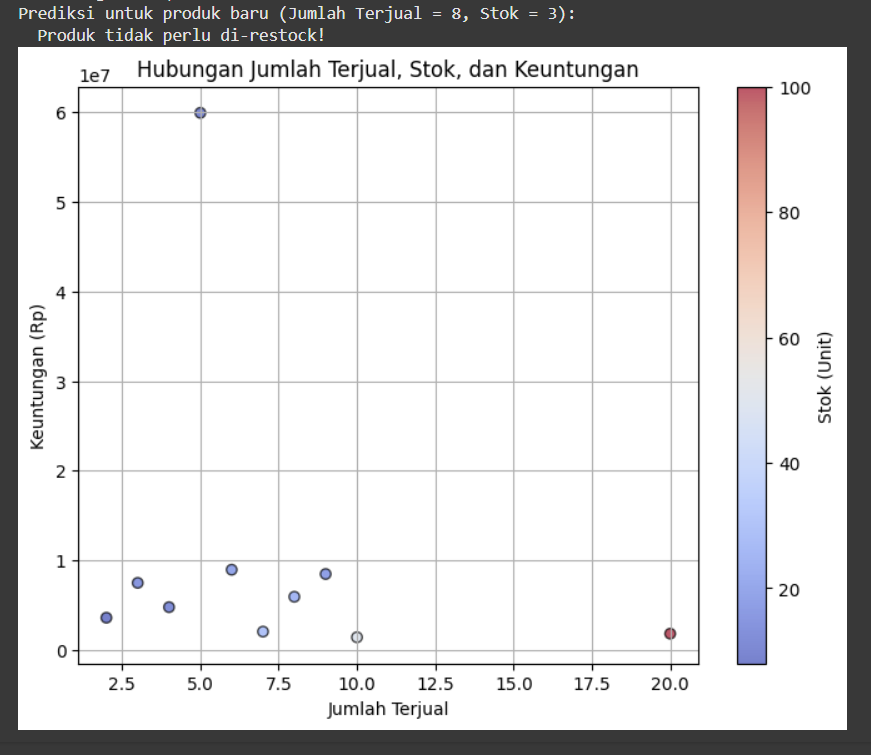 Prediksi untuk produk baru (Jumlah Terjual = 8, Stok = 3):
Produk tidak perlu di-restock!
Hubungan Jumlah Terjual, Stok, dan Keuntungan
1e7
6
5
4
3
2
1
0
Keuntungan (Rp)
2.5 5.0 7.5 10.0 12.5 15.0 17.5 20.0
Jumlah Terjual
100
80
60
40
20
Stok (Unit)